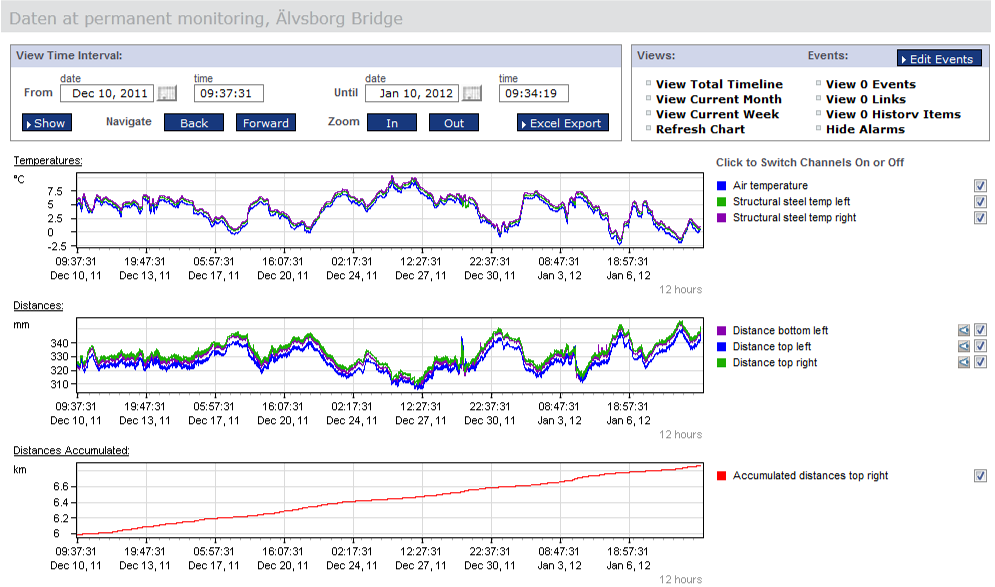 Daten at permanent monitoring, Älvsborg Bridge
View Time Interval:
date time date time
From Dec 10, 2011 09:37:31 Until Jan 10, 2012 09:34:19
Show Navigate Back Forward Zoom In Out Excel Export
Views: Events: Edit Events
View Total Timeline View 0 Events
View Current Month View 0 Links
View Current Week View 0 History Items
Refresh Chart Hide Alarms
Temperatures:
Click to Switch Channels On or Off
°C
7.5
5
2.5
0
-2.5
Air temperature
Structural steel temp left
Structural steel temp right
09:37:31 19:47:31 05:57:31 16:07:31 02:17:31 12:27:31 22:37:31 08:47:31 18:57:31
Dec 10, 11 Dec 13, 11 Dec 17, 11 Dec 20, 11 Dec 24, 11 Dec 27, 11 Dec 30, 11 Jan 3, 12 Jan 6, 12
12 hours
Distances:
mm
340
330
320
310
Distance bottom left
Distance top left
Distance top right
09:37:31 19:47:31 05:57:31 16:07:31 02:17:31 12:27:31 22:37:31 08:47:31 18:57:31
Dec 10, 11 Dec 13, 11 Dec 17, 11 Dec 20, 11 Dec 24, 11 Dec 27, 11 Dec 30, 11 Jan 3, 12 Jan 6, 12
12 hours
Distances Accumulated:
km
6.6
6.4
6.2
6
Accumulated distances top right
09:37:31 19:47:31 05:57:31 16:07:31 02:17:31 12:27:31 22:37:31 08:47:31 18:57:31
Dec 10, 11 Dec 13, 11 Dec 17, 11 Dec 20, 11 Dec 24, 11 Dec 27, 11 Dec 30, 11 Jan 3, 12 Jan 6, 12
12 hours